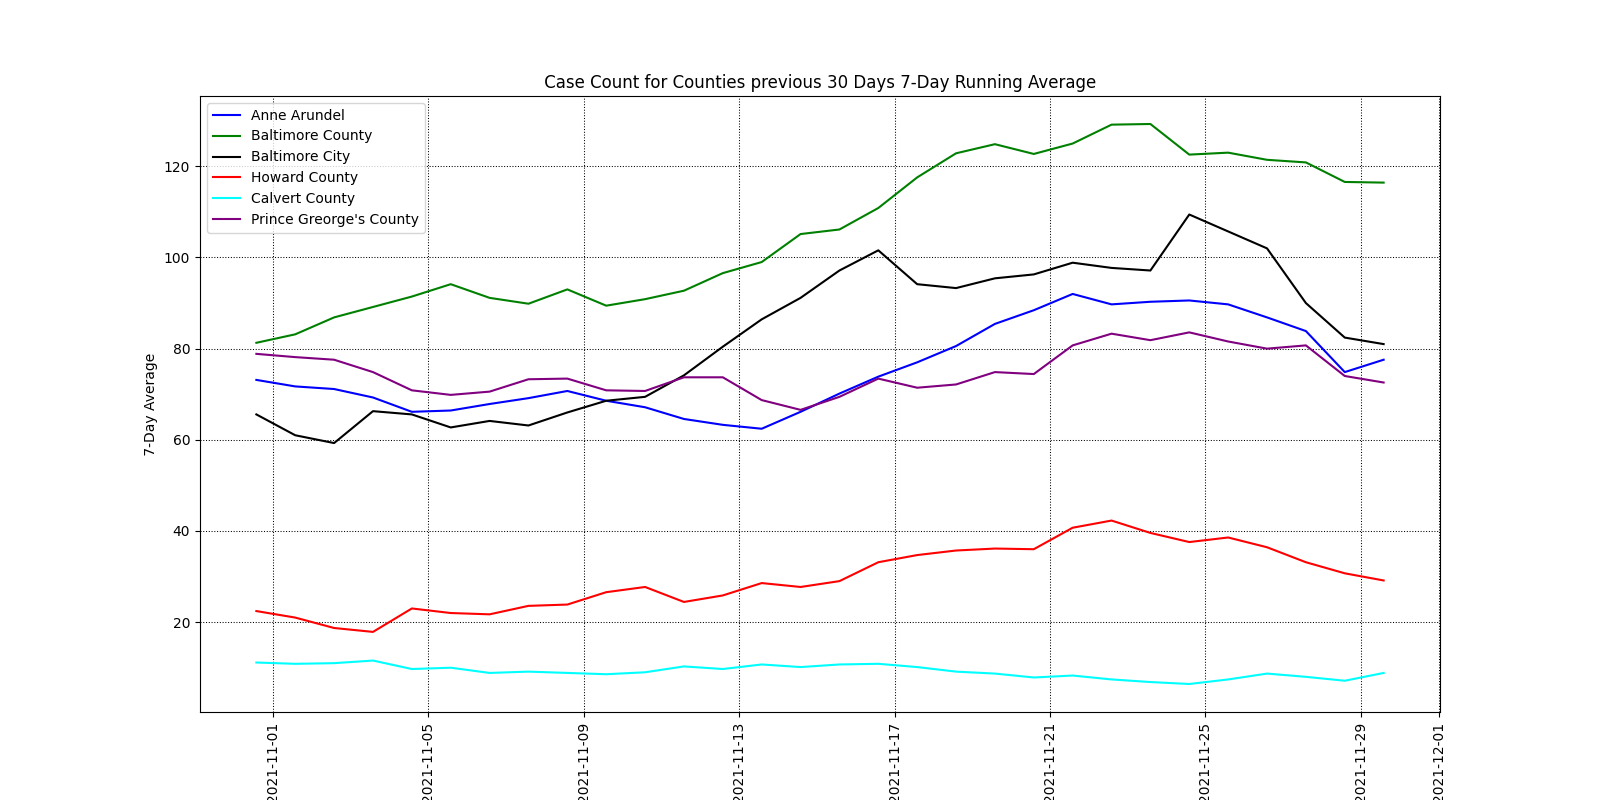 Case Count for Counties previous 30 Days 7-Day Running Average
Anne Arundel
Baltimore County
Baltimore City
Howard County
Calvert County
Prince Greorge's County
7-Day Average
120
100
80
60
40
20
2021-11-01
2021-11-05
2021-11-09
2021-11-13
2021-11-17
2021-11-21
2021-11-25
2021-11-29
2021-12-01